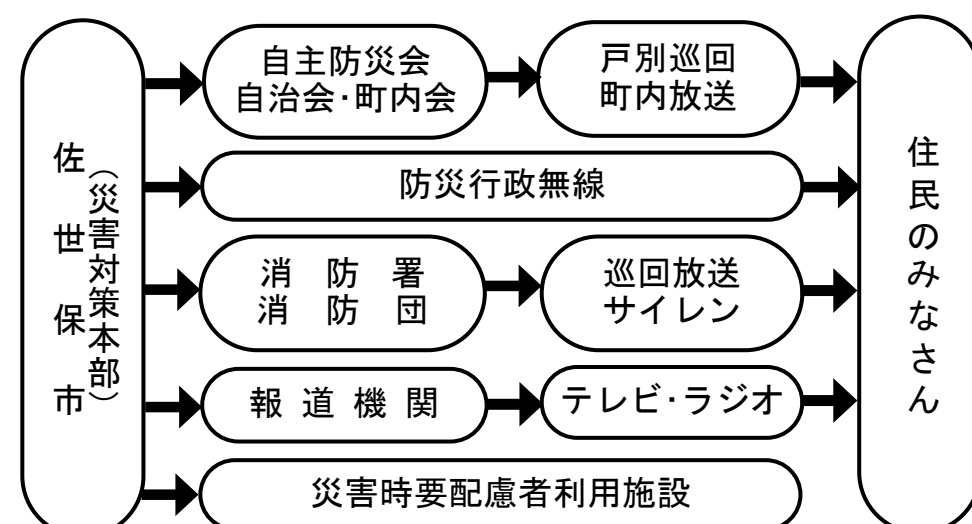 佐世保市
(災害対策本部)
自主防災会
自治会・町内会
戸別巡回
町内放送
防災行政無線
消防署
消防団
巡回放送
サイレン
報道機関
テレビ・ラジオ
災害時要配慮者利用施設
住民のみなさん